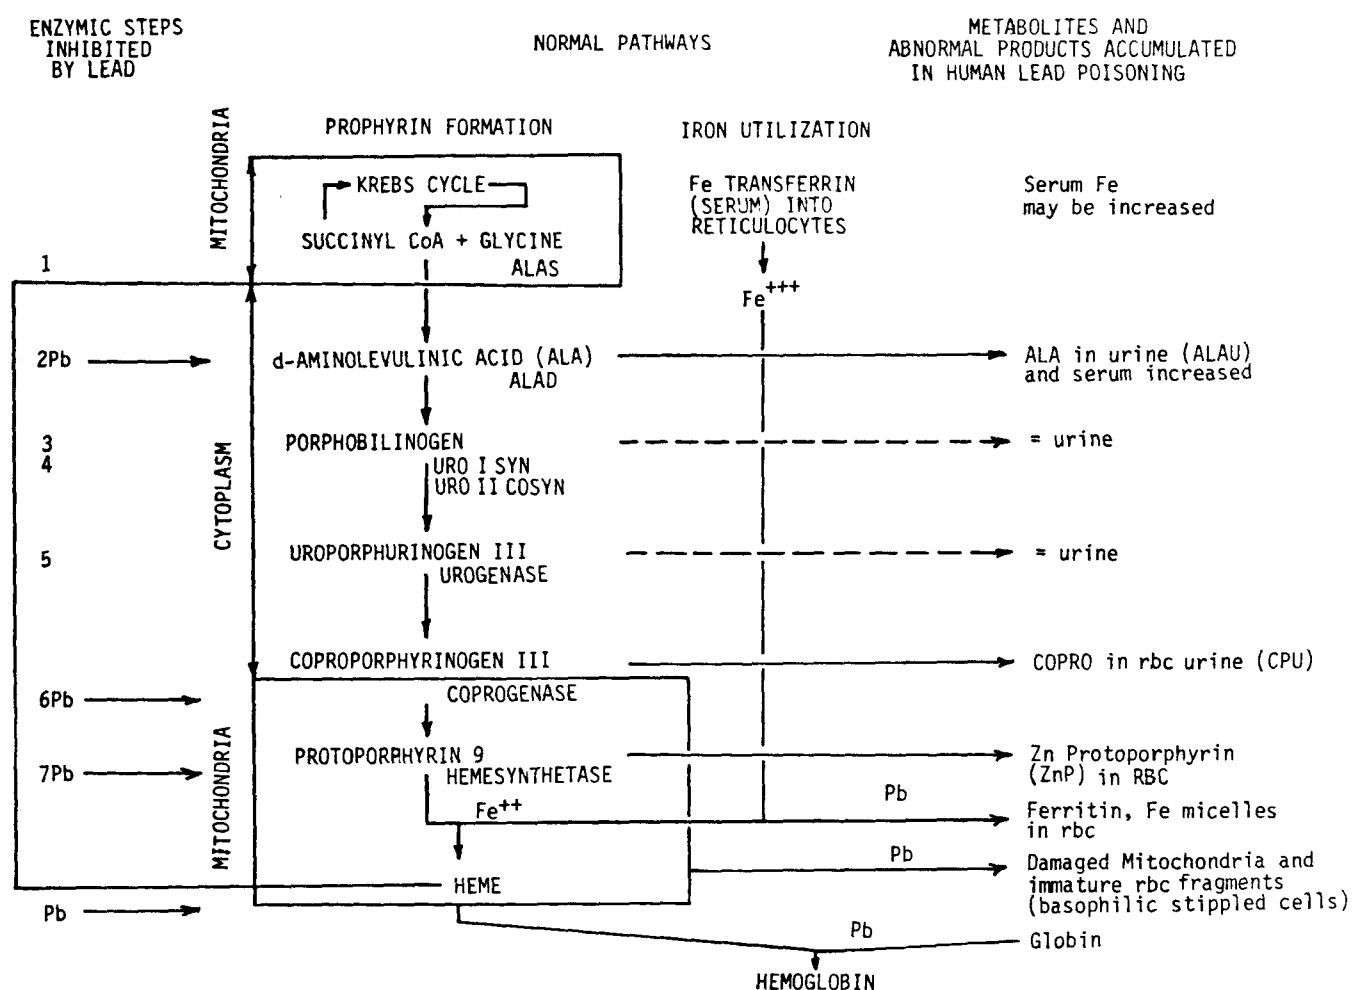 ENZYMIC STEPS
INHIBITED
BY LEAD
NORMAL PATHWAYS
METABOLITES AND
ABNORMAL PRODUCTS ACCUMULATED
IN HUMAN LEAD POISONING
MITOCHONDRIA
PROPHYRIN FORMATION
IRON UTILIZATION
KREBS CYCLE
Fe TRANSFERRIN
(SERUM) INTO
RETICULOCYTES
Serum Fe
may be increased
SUCCINYL CoA + GLYCINE
1
ALAS
Fe+++
2Pb
d-AMINOLEVULINIC ACID (ALA)
ALAD
ALA in urine (ALAU)
and serum increased
CYTOPLASM
3
4
PORPHOBILINOGEN
URO I SYN
URO II COSYN
= urine
5
UROPORPHURINOGEN III
UROGENASE
= urine
COPROPORPHYRINOGEN III
COPRO in rbc urine (CPU)
6Pb
COPROGENASE
MITOCHONDRIA
PROTOPORPHYRIN 9
Zn Protoporphyrin
(ZnP) in RBC
7Pb
HEMESYNTHETASE
Fe++
Pb
Ferritin, Fe micelles
in rbc
Pb
Damaged Mitochondria and
immature rbc fragments
(basophilic stippled cells)
HEME
Pb
Pb
Globin
HEMOGLOBIN